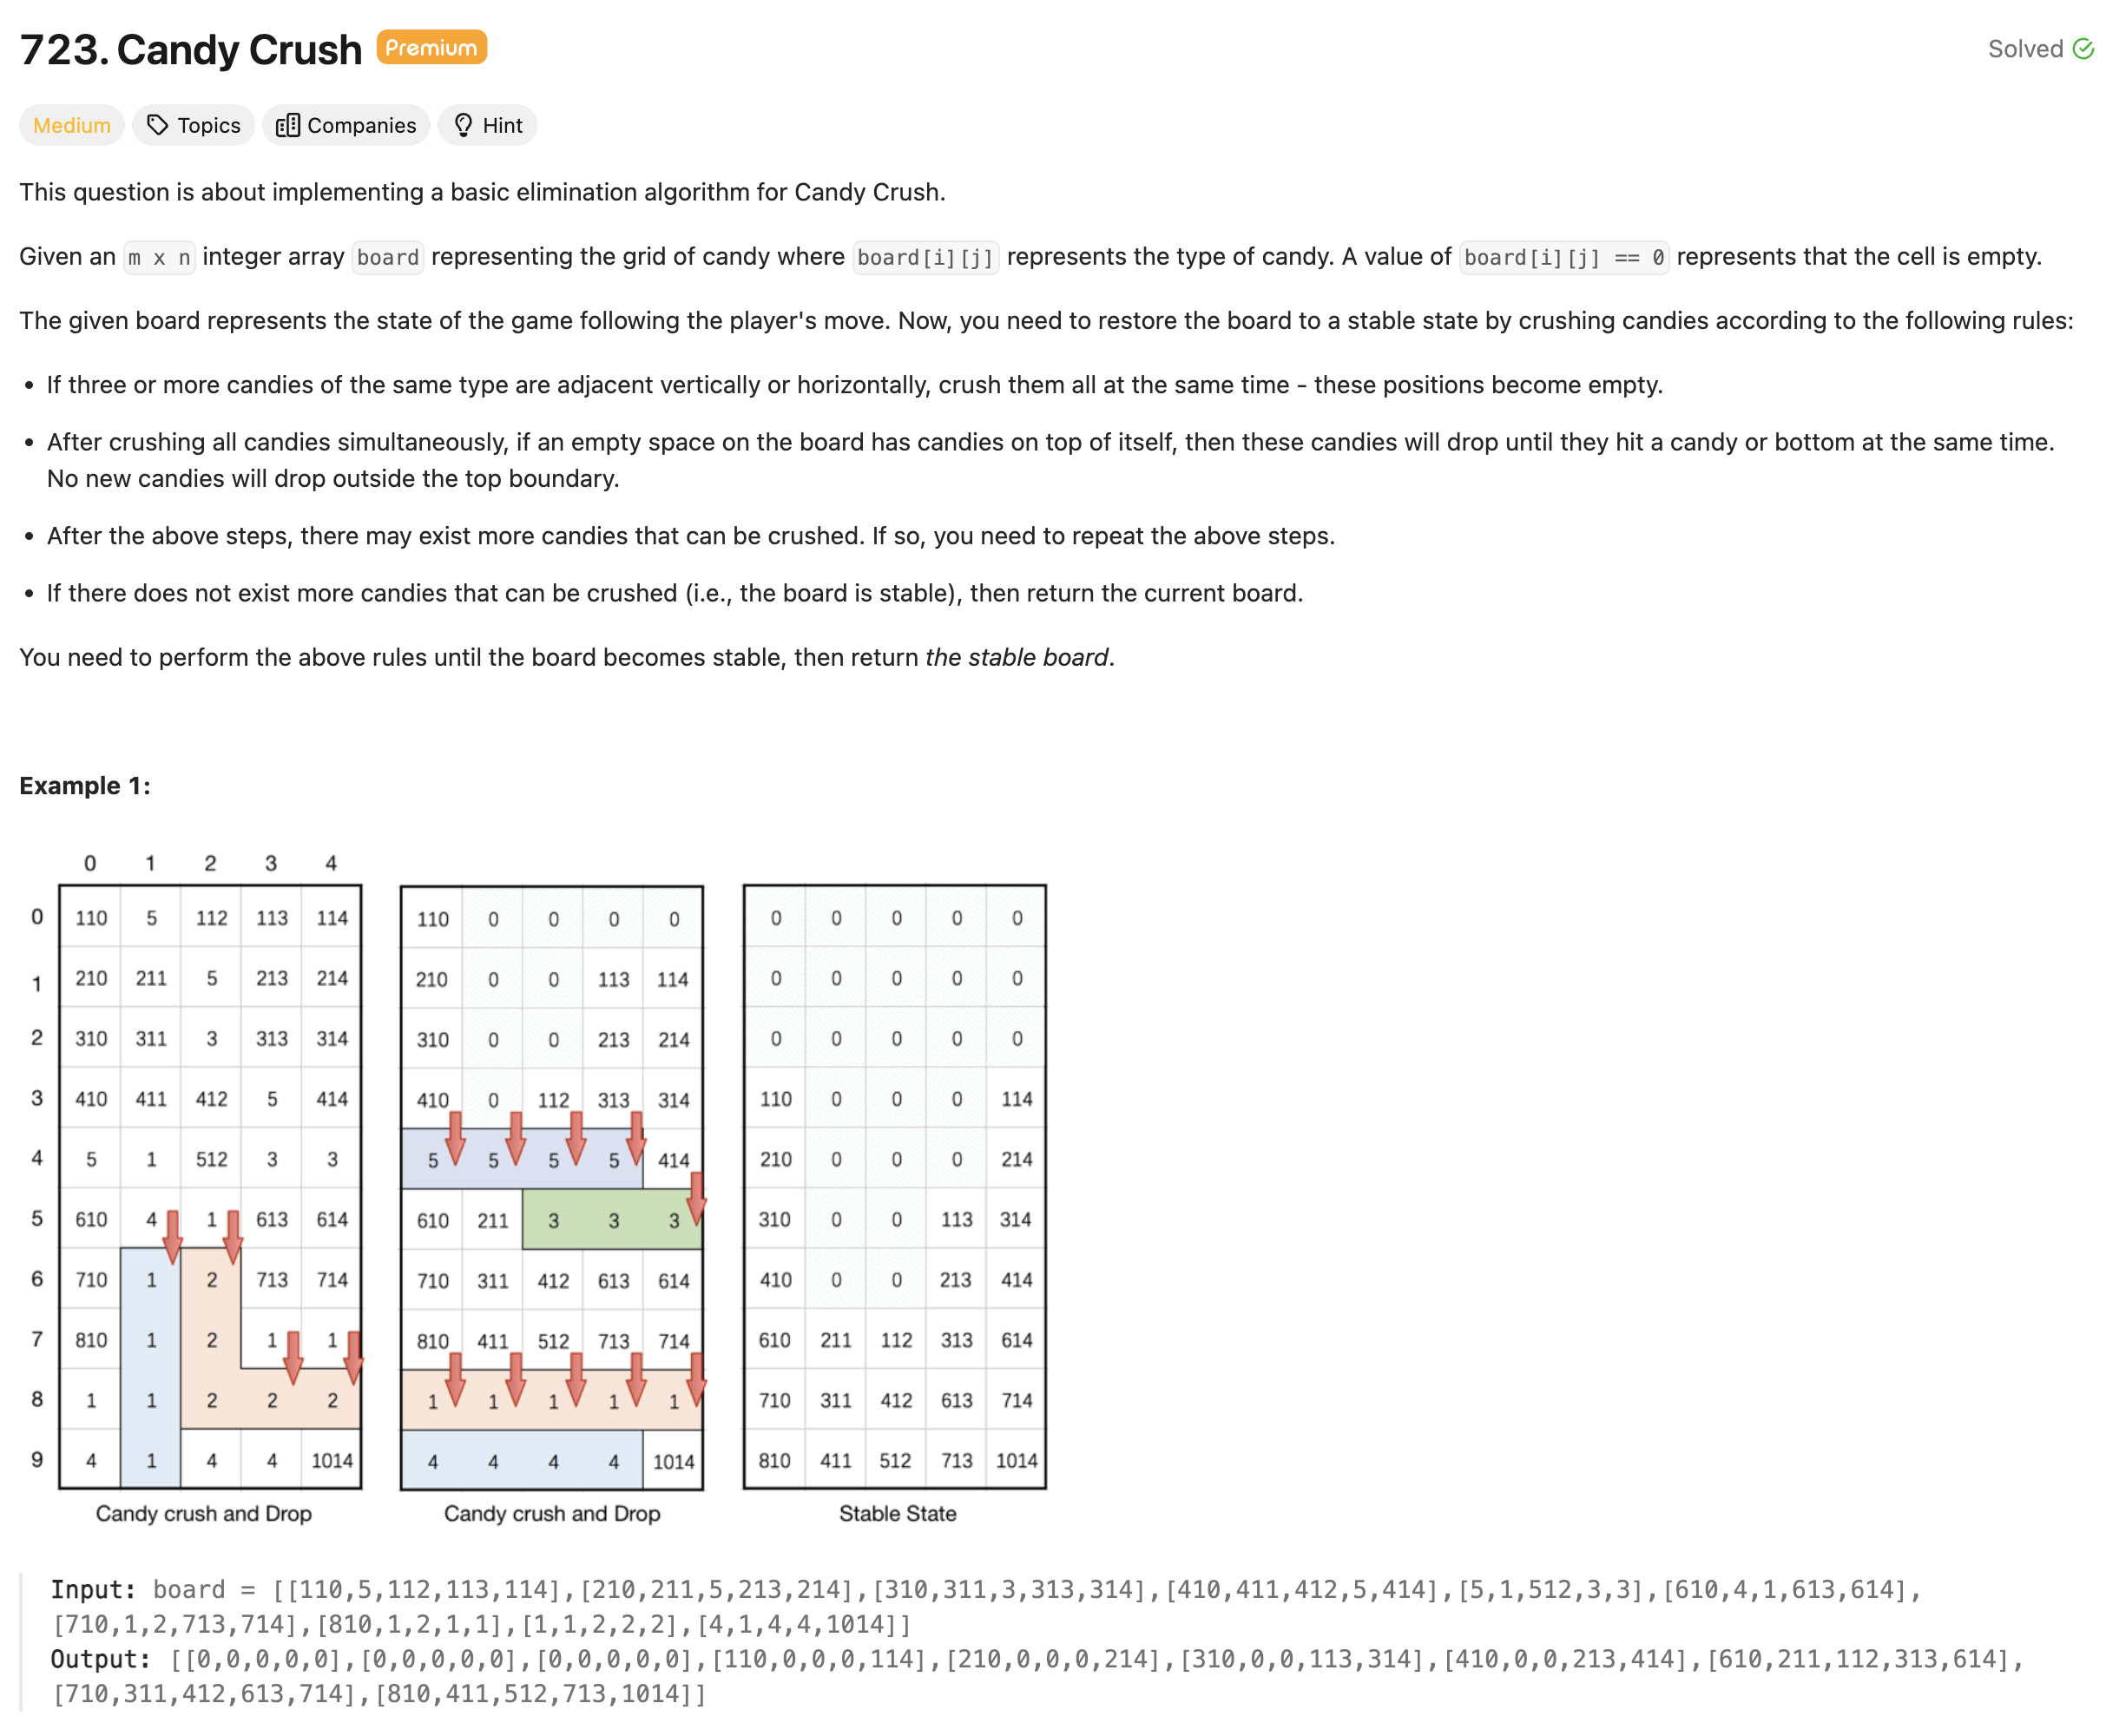 723. Candy Crush Premium Solved
Medium Topics Companies Hint
This question is about implementing a basic elimination algorithm for Candy Crush.
Given an m x n integer array board representing the grid of candy where board[i][j] represents the type of candy. A value of board[i][j] == 0 represents that the cell is empty.
The given board represents the state of the game following the player's move. Now, you need to restore the board to a stable state by crushing candies according to the following rules:
• If three or more candies of the same type are adjacent vertically or horizontally, crush them all at the same time - these positions become empty.
• After crushing all candies simultaneously, if an empty space on the board has candies on top of itself, then these candies will drop until they hit a candy or bottom at the same time.
No new candies will drop outside the top boundary.
• After the above steps, there may exist more candies that can be crushed. If so, you need to repeat the above steps.
• If there does not exist more candies that can be crushed (i.e., the board is stable), then return the current board.
You need to perform the above rules until the board becomes stable, then return the stable board.
Example 1:
0 1 2 3 4
0 110 5 112 113 114 110 0 0 0 0 0 0 0 0 0
1 210 211 5 213 214 210 0 0 113 114 0 0 0 0 0
2 310 311 3 313 314 310 0 0 213 214 0 0 0 0 0
3 410 411 412 5 414 410 0 112 313 314 110 0 0 0 114
4 5 1 512 3 3 5 5 5 5 414 210 0 0 0 214
5 610 4 1 613 614 610 211 3 3 3 310 0 0 113 314
6 710 1 2 713 714 710 311 412 613 614 410 0 0 213 414
7 810 1 2 1 1 810 411 512 713 714 610 211 112 313 614
8 1 1 2 2 2 1 1 1 1 1 710 311 412 613 714
9 4 1 4 4 1014 4 4 4 4 1014 810 411 512 713 1014
Candy crush and Drop Candy crush and Drop Stable State
Input: board = [[110,5,112,113,114],[210,211,5,213,214],[310,311,3,313,314],[410,411,412,5,414],[5,1,512,3,3],[610,4,1,613,614],
[710,1,2,713,714],[810,1,2,1,1],[1,1,2,2,2],[4,1,4,4,1014]]
Output: [[0,0,0,0,0],[0,0,0,0,0],[0,0,0,0,0],[110,0,0,0,114],[210,0,0,0,214],[310,0,0,113,314],[410,0,0,213,414],[610,211,112,313,614],
[710,311,412,613,714],[810,411,512,713,1014]]